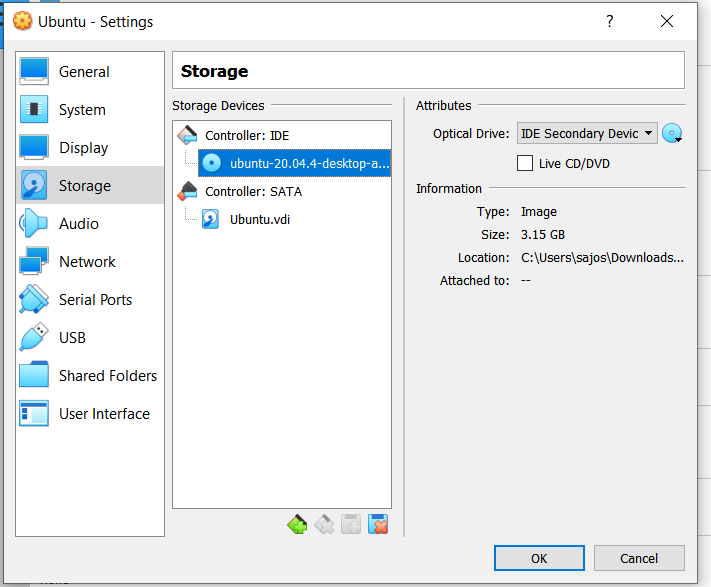 Ubuntu - Settings
?
General
System
Display
Storage
Audio
Network
Serial Ports
USB
Shared Folders
User Interface
Storage
Storage Devices
Controller: IDE
ubuntu-20.04.4-desktop-a...
Controller: SATA
Ubuntu.vdi
Attributes
Optical Drive: IDE Secondary Devic
Live CD/DVD
Information
Type: Image
Size: 3.15 GB
Location: C:\Users\sajos\Downloads...
Attached to: --
OK
Cancel